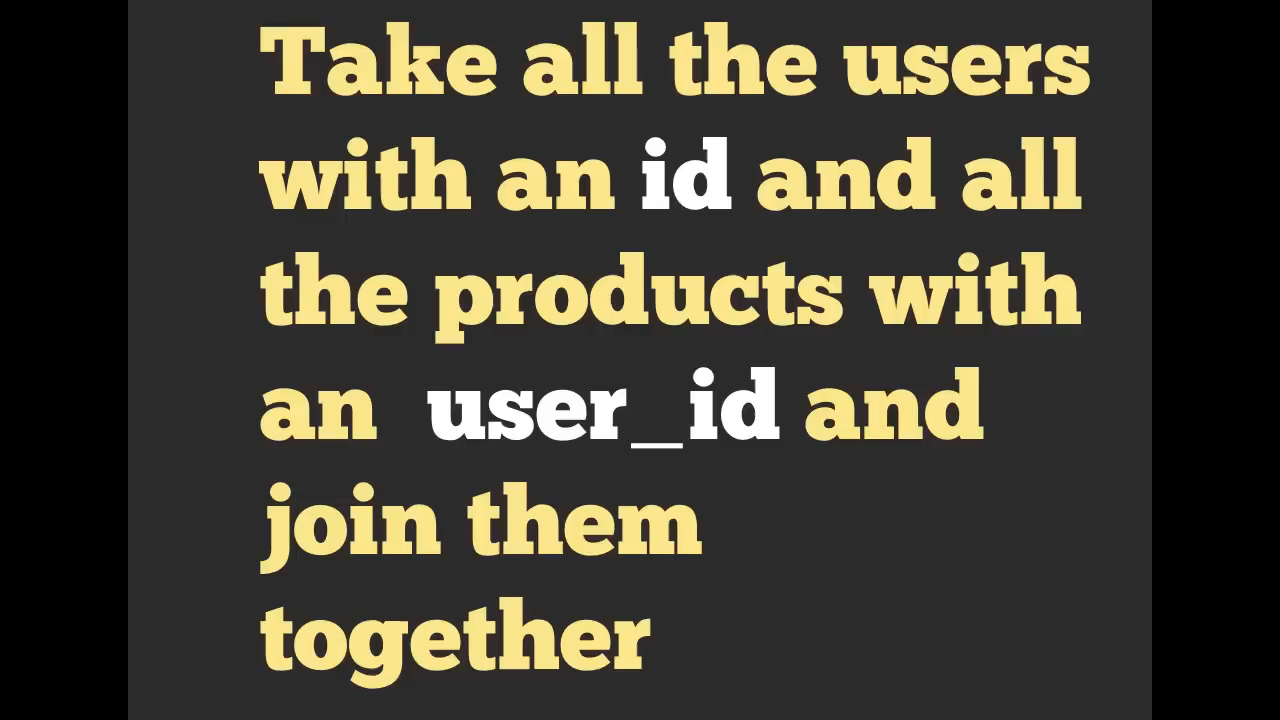 Take all the users
with an id and all
the products with
an user_id and
join them
together